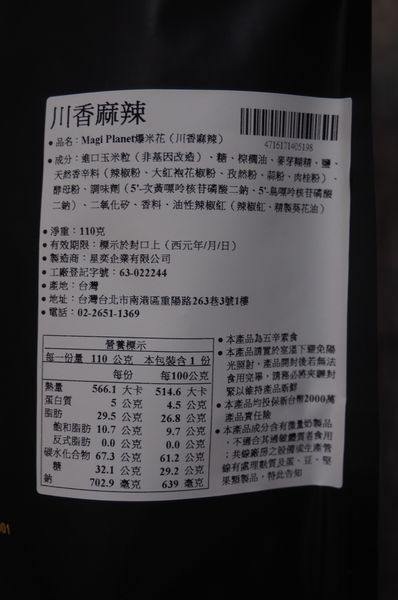 川香麻辣
4716171405198
●品名：Magi Planet爆米花（川香麻辣）
●成分：進口玉米粒（非基因改造）、糖、棕櫚油、麥芽糊精、鹽、
天然香辛料（辣椒粉、大紅袍花椒粉、孜然粉、蒜粉、肉桂粉）、
酵母粉、調味劑（5'-次黃嘌呤核苷磷酸二鈉、5'-鳥嘌呤核苷磷酸
二鈉）、二氧化矽、香料、油性辣椒紅（辣椒紅、精製葵花油）
●淨重：110克
●有效期限：標示於封口上（西元年/月/日）
●製造商：星奕企業有限公司
●工廠登記字號：63-022244
●產地：台灣
●地址：台灣台北市南港區重陽路263巷3號1樓
●電話：02-2651-1369
營養標示
每一份量 110 公克 本包裝含 1 份
每份 每100公克
熱量 566.1 大卡 514.6 大卡
蛋白質 5 公克 4.5 公克
脂肪 29.5 公克 26.8 公克
飽和脂肪 10.7 公克 9.7 公克
反式脂肪 0.0 公克 0.0 公克
碳水化合物 67.3 公克 61.2 公克
糖 32.1 公克 29.2 公克
鈉 702.9 毫克 639 毫克
●本產品為五辛素食
●本產品請置於室溫下避免陽
光照射，產品開封後若無法
食用完畢，請務必將夾鏈封
緊以維持產品新鮮
●本產品均投保新台幣2000萬
產品責任險
●本產品成分含有微量奶製品
，不適合其過敏體質者食用
；共線廠房之設備或生產管
線有處理麩質及蛋、豆、堅
果類製品，特此告知
001